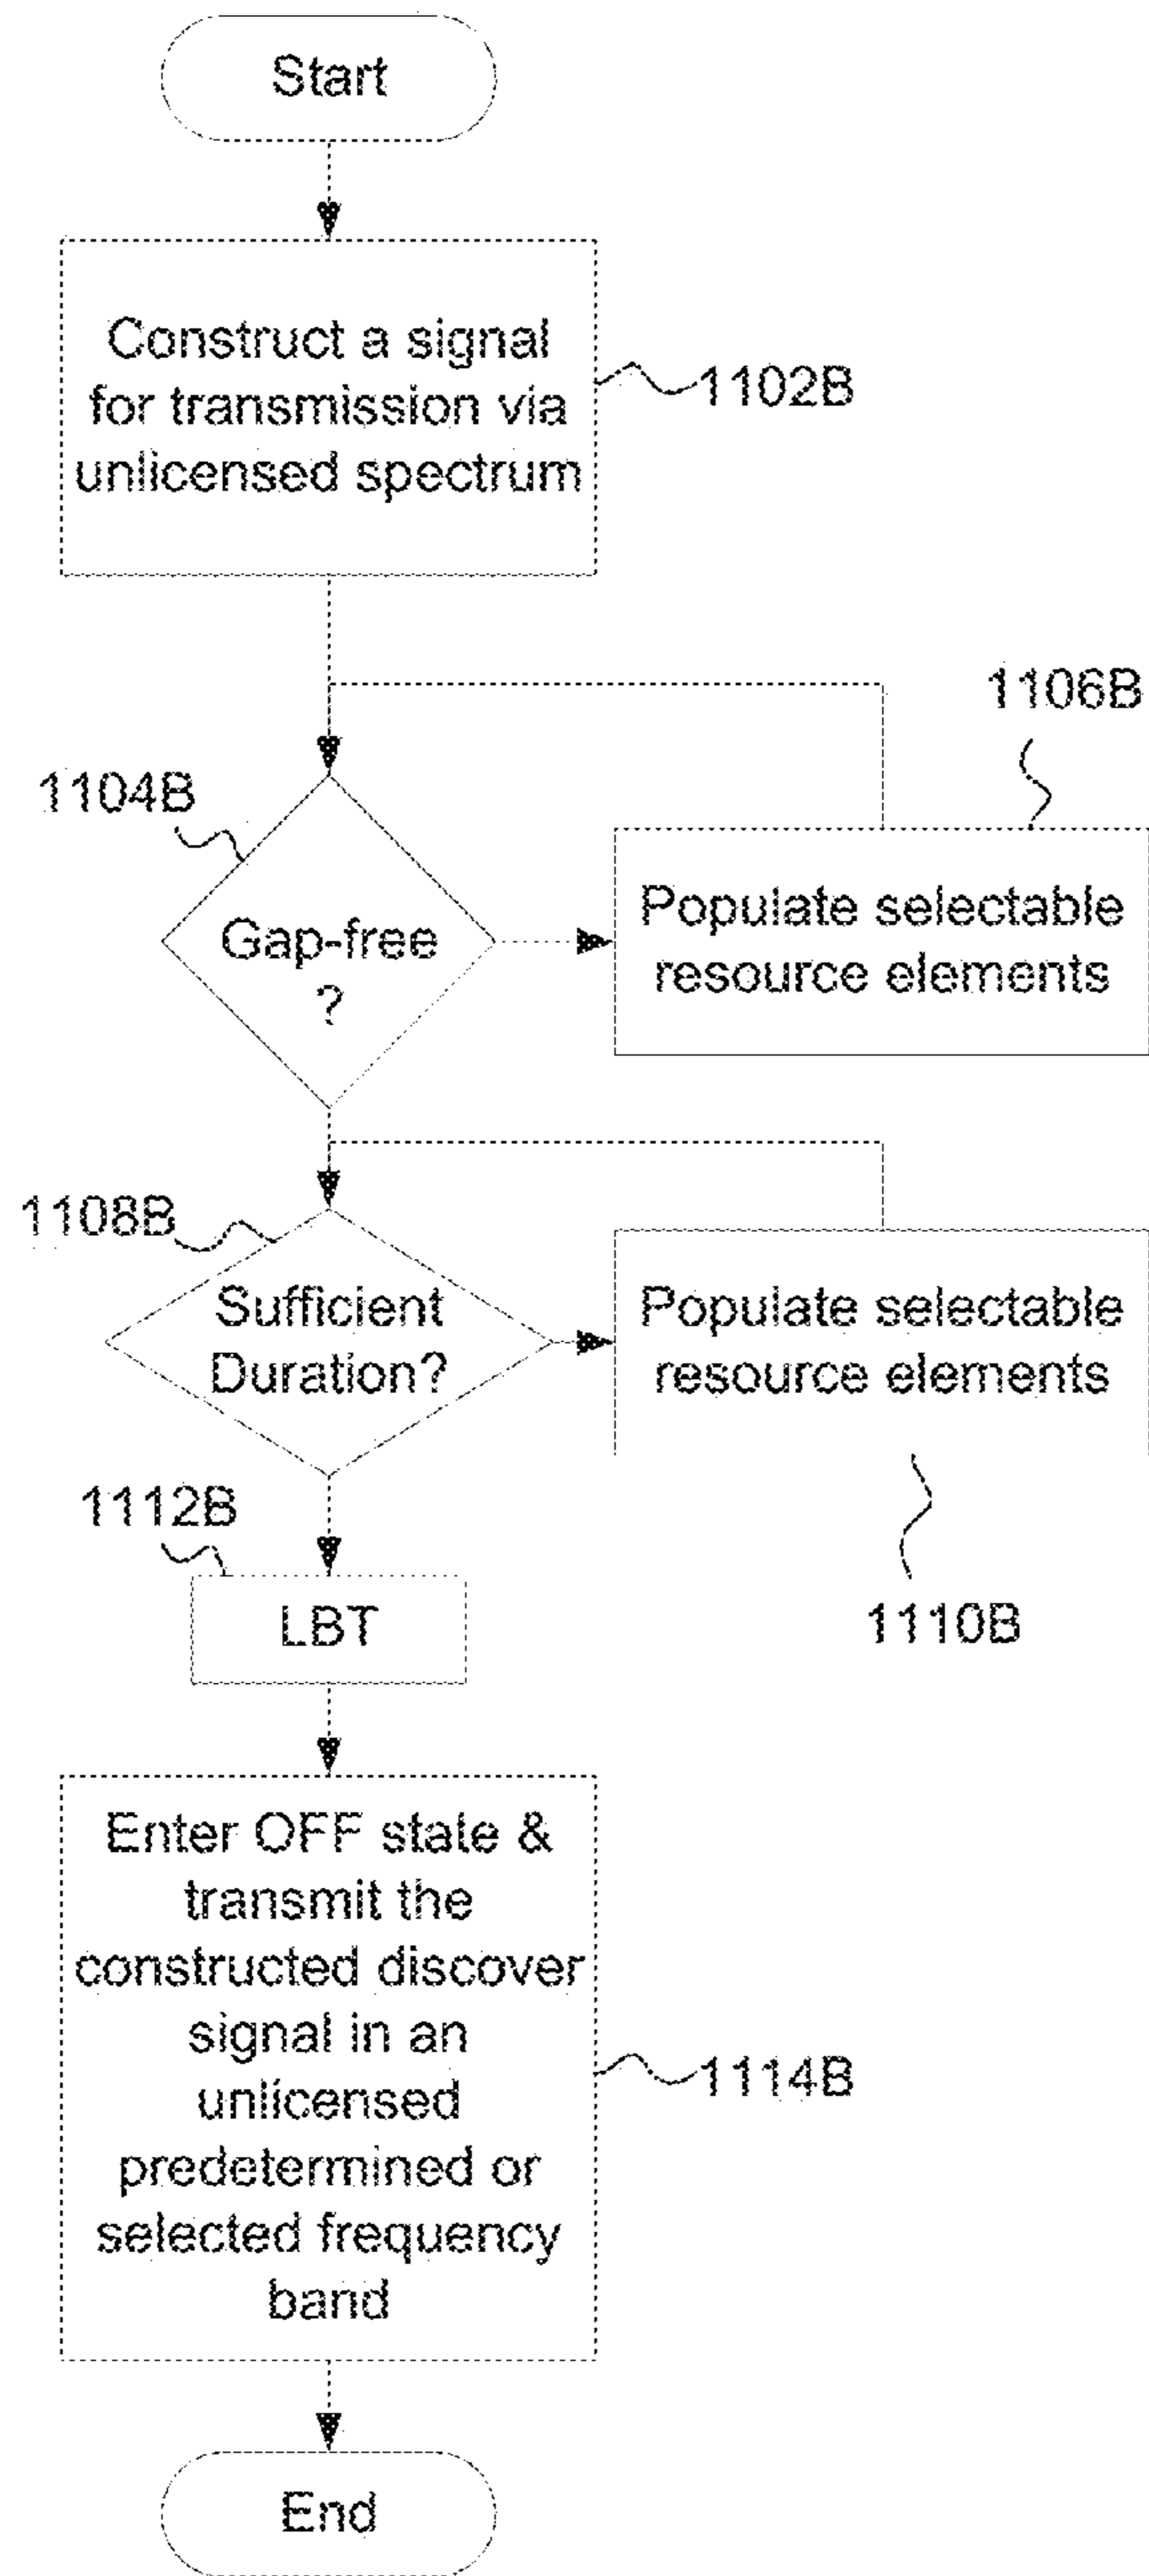 Start
Construct a signal
for transmission via
unlicensed spectrum
1102B
1106B
1104B
Gap-free
?
Populate selectable
resource elements
1108B
Sufficient
Duration?
Populate selectable
resource elements
1112B
LBT
1110B
Enter OFF state &
transmit the
constructed discover
signal in an
unlicensed
predetermined or
selected frequency
band
1114B
End